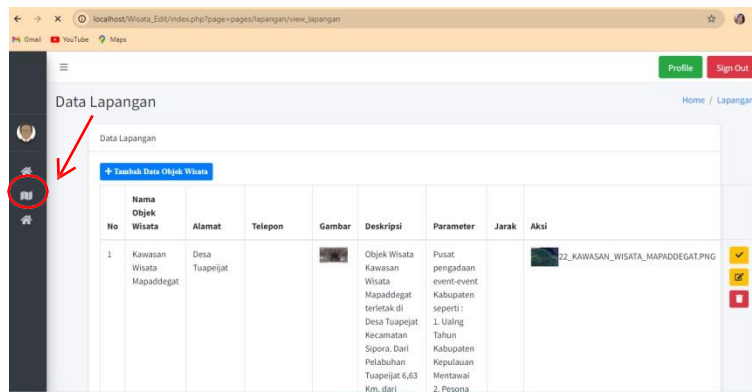 localhost/Wisata_Edit/index.php?page=pages/lapangan/view_lapangan
Gmail YouTube Maps
Profile Sign Out
Data Lapangan
Home / Lapangan
Data Lapangan
+ Tambah Data Objek Wisata
No Nama Objek Wisata Alamat Telepon Gambar Deskripsi Parameter Jarak Aksi
1 Kawasan Wisata Mapaddegat
Desa Tuapeijat
Objek Wisata
Kawasan
Wisata
Mapaddegat
terletak di
Desa Tuapejat
Kecamatan
Sipora. Dari
Pelabuhan
Tuapeijat 6,63
Km. dari
Pusat
pengadaan
event-event
Kabupaten
seperti :
1. Ualng
Tahun
Kabupaten
Kepulauan
Mentawai
2. Pesona
22_KAWASAN_WISATA_MAPADDEGAT.PNG